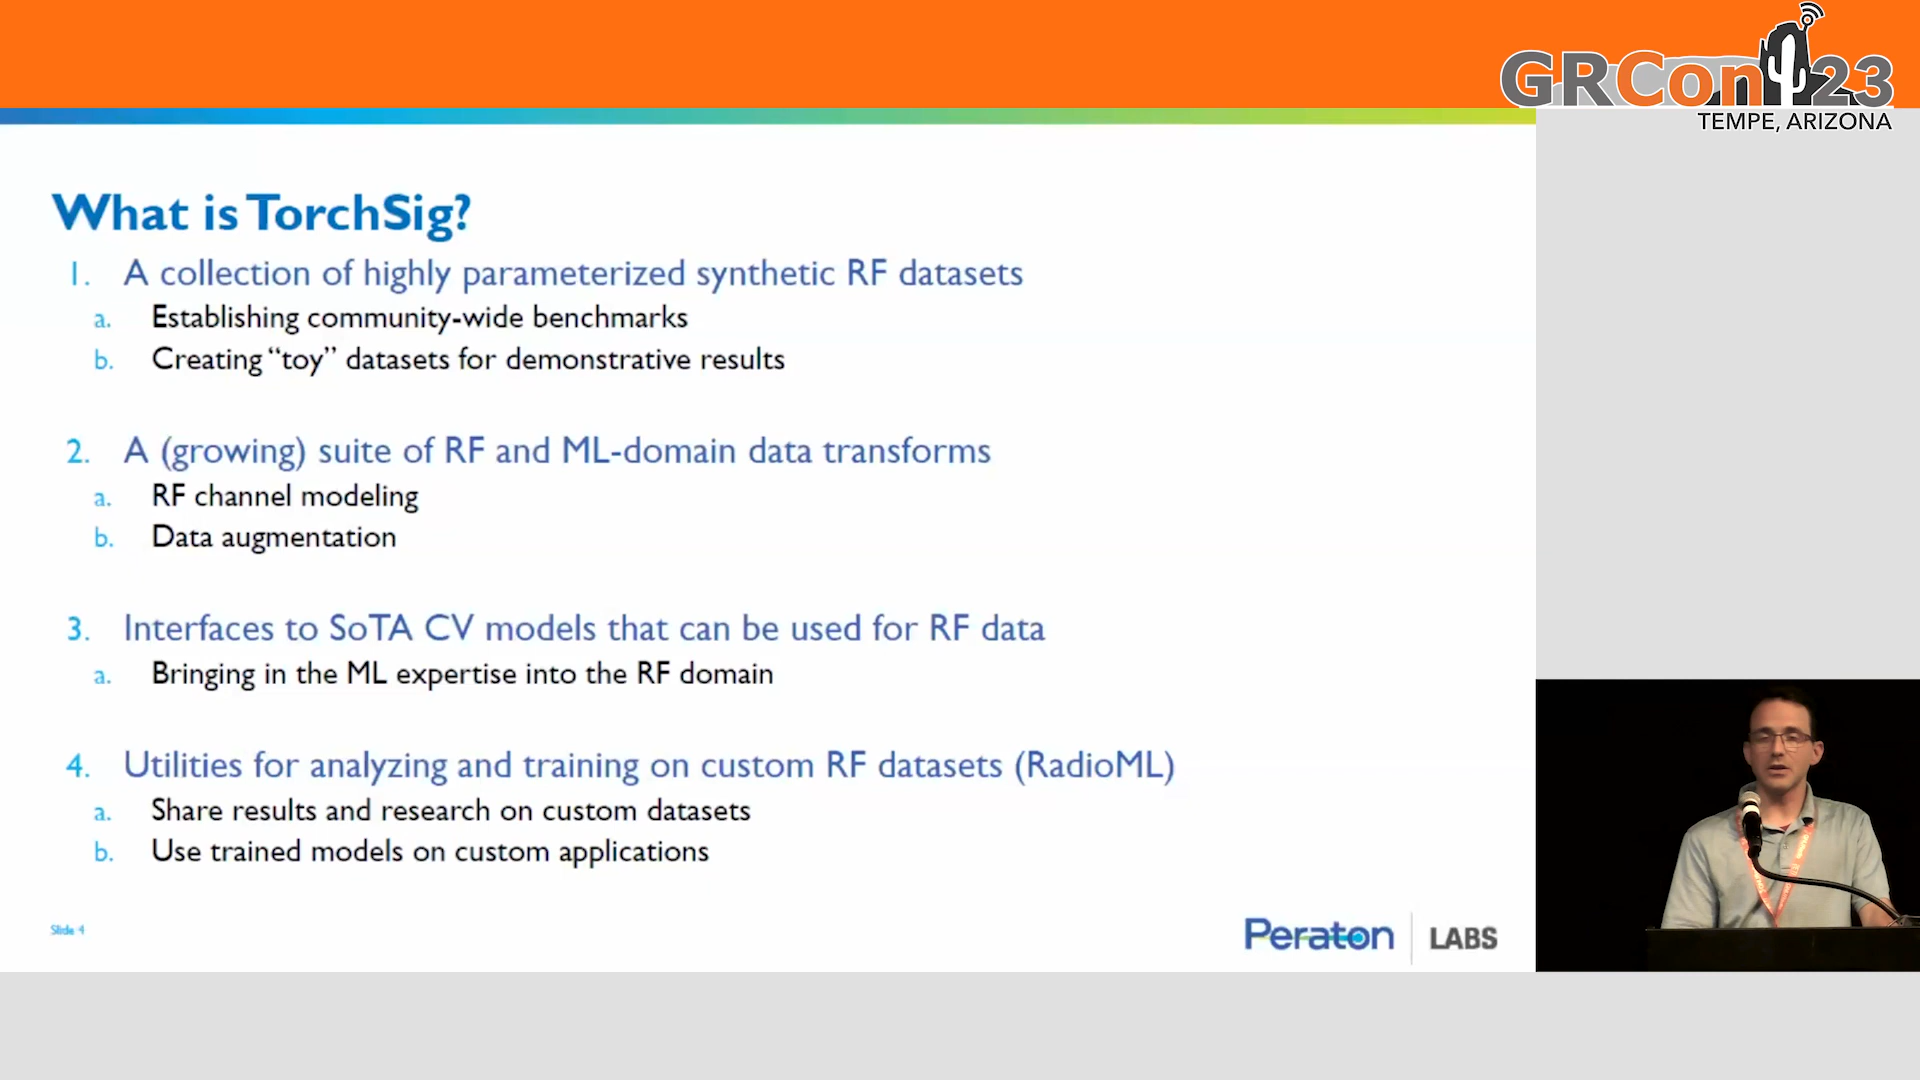 GRCon 23
TEMPE, ARIZONA
What is TorchSig?
1. A collection of highly parameterized synthetic RF datasets
a. Establishing community-wide benchmarks
b. Creating “toy” datasets for demonstrative results
2. A (growing) suite of RF and ML-domain data transforms
a. RF channel modeling
b. Data augmentation
3. Interfaces to SoTA CV models that can be used for RF data
a. Bringing in the ML expertise into the RF domain
4. Utilities for analyzing and training on custom RF datasets (RadioML)
a. Share results and research on custom datasets
b. Use trained models on custom applications
Slide 4
Peraton LABS